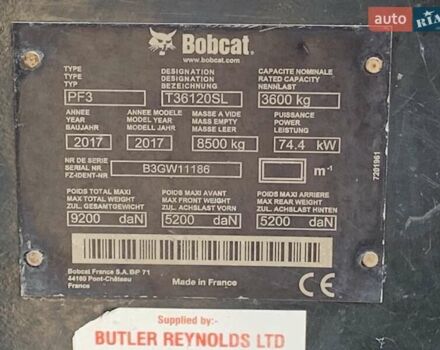 auto RIA
Bobcat
www.bobcat.com
TYPE DESIGNATION CAPACITE NOMINALE
TYPE DESIGNATION RATED CAPACITY
TYP BEZEICHNUNG NENNLAST
PF3 T36120SL 3600 kg
ANNEE ANNEE MODELE MASSE A VIDE PUISSANCE
YEAR MODEL YEAR MASS EMPTY POWER
BAUJAHR MODELL JAHR MASSE LEER LEISTUNG
2017 2017 8500 kg 74.4 kW
NR DE SERIE
SERIAL NR
FZ-IDENT-NR B3GW11186 m-1
7201961
POIDS TOTAL MAXI POIDS MAXI AVANT POIDS MAXI ARRIERE
MAX TOTAL WEIGHT MAX FRONT WEIGHT MAX REAR WEIGHT
ZUL. GESAMTGEWICH ZUL. ACHSLAST VORN ZUL. ACHSLAST HINTEN
9200 daN 5200 daN 5200 daN
Bobcat France S.A. BP 71
44160 Pont-Château
France
Made in France
CE
Supplied by:-
BUTLER REYNOLDS LTD